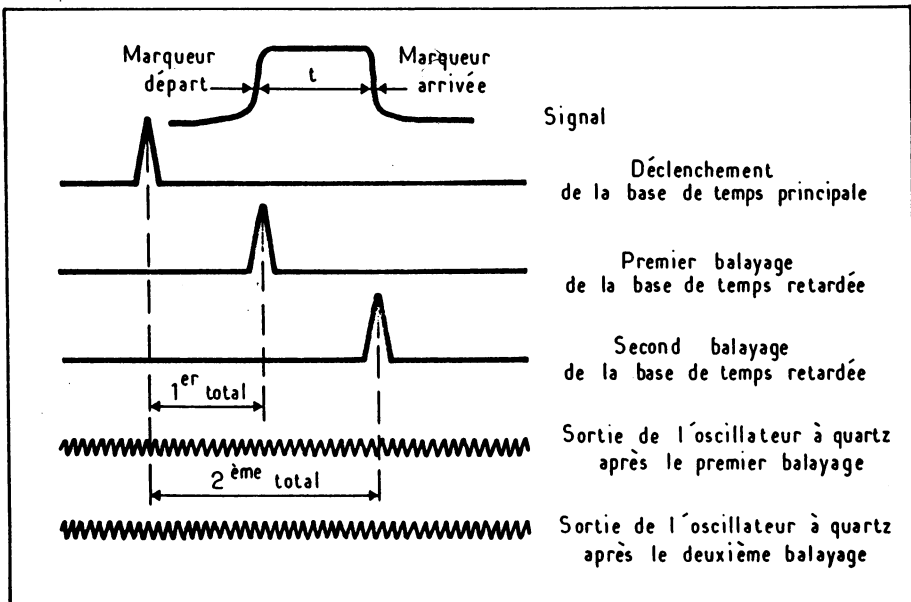 Marqueur
départ
t
Marqueur
arrivée
Signal
Déclenchement
de la base de temps principale
Premier balayage
de la base de temps retardée
Second balayage
de la base de temps retardée
1er total
Sortie de l'oscillateur à quartz
après le premier balayage
2ème total
Sortie de l'oscillateur à quartz
après le deuxième balayage